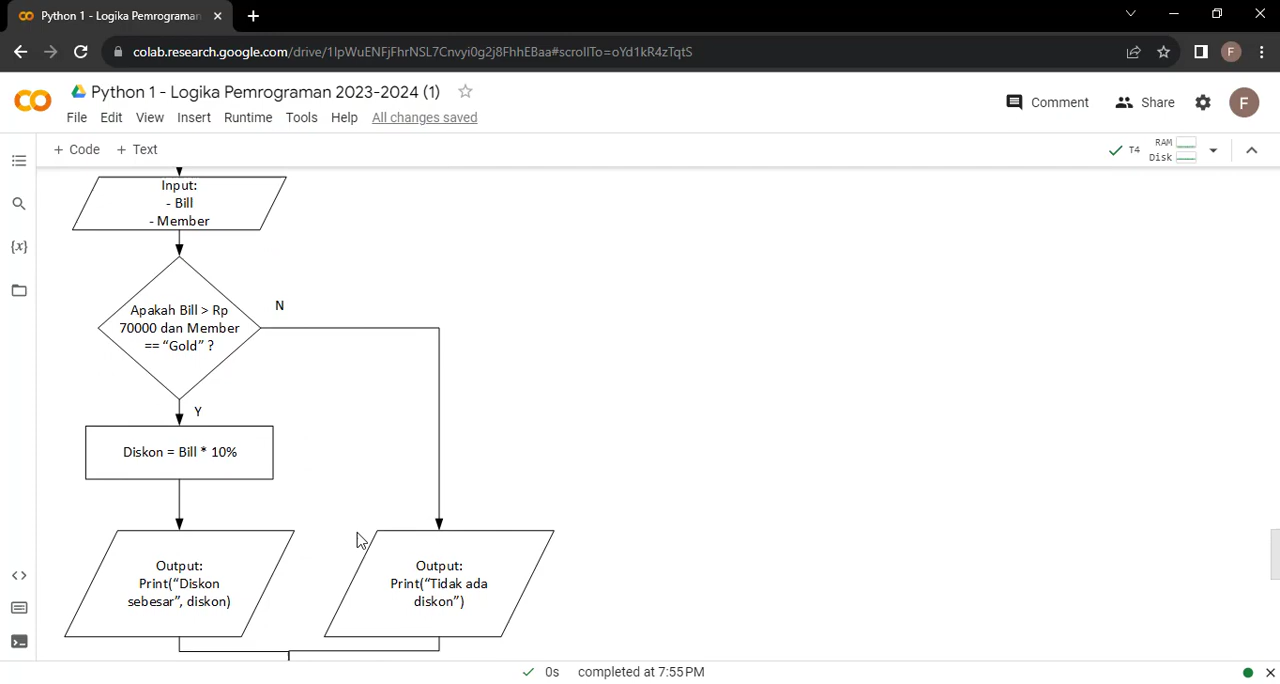 Python 1 - Logika Pemrograman
colab.research.google.com/drive/1IpWuENFjFhrNSL7Cnvyi0g2j8FhhEBaa#scrollTo=oYd1kR4zTqtS
F
Python 1 - Logika Pemrograman 2023-2024 (1)
Comment
Share
F
File Edit View Insert Runtime Tools Help All changes saved
+ Code + Text
T4
RAM
Disk
Input:
- Bill
- Member
{x}
Apakah Bill > Rp
70000 dan Member
== “Gold” ?
N
Y
Diskon = Bill * 10%
Output:
Print(“Diskon
sebesar”, diskon)
Output:
Print(“Tidak ada
diskon”)
0s completed at 7:55 PM